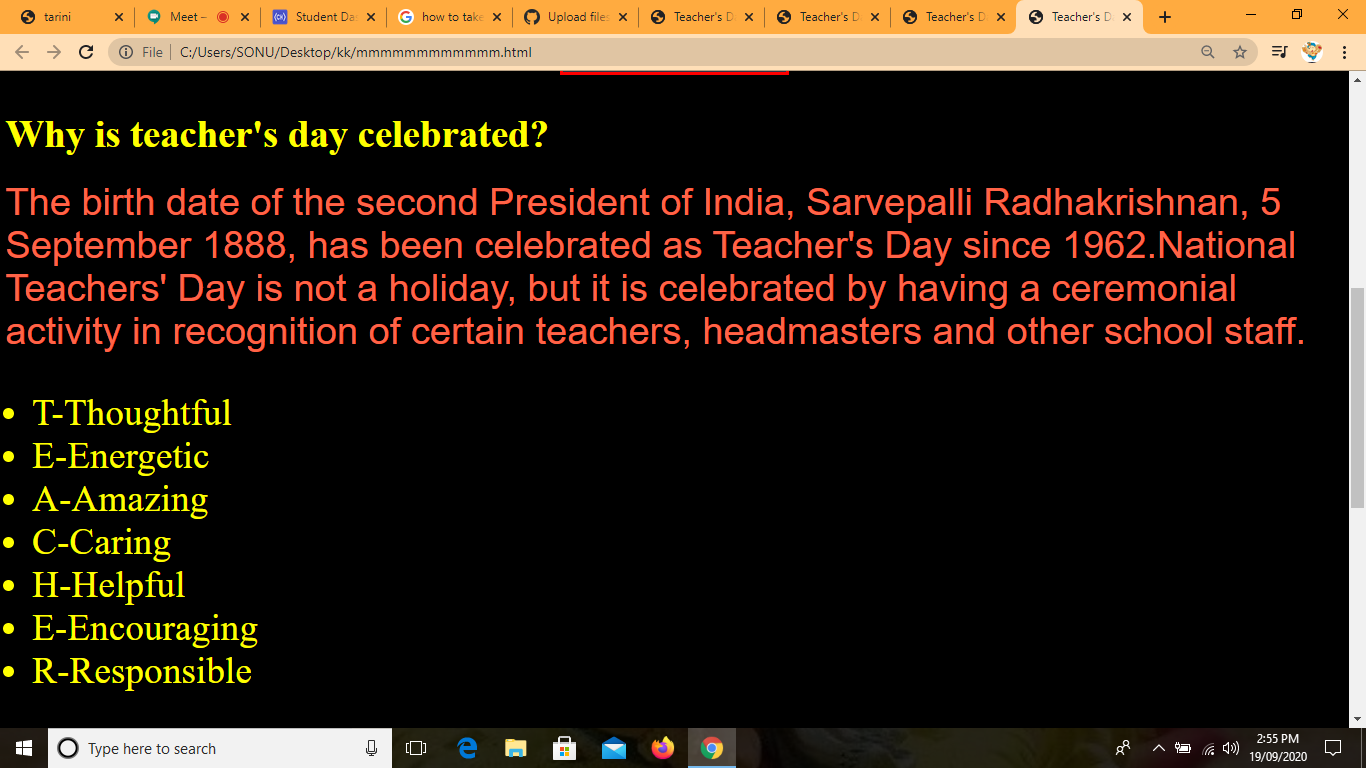 tarini
Meet –
Student Da
how to take
Upload files
Teacher's D
Teacher's D
Teacher's D
Teacher's D
File
C:/Users/SONU/Desktop/kk/mmmmmmmmmmmm.html
Why is teacher's day celebrated?
The birth date of the second President of India, Sarvepalli Radhakrishnan, 5
September 1888, has been celebrated as Teacher's Day since 1962.National
Teachers' Day is not a holiday, but it is celebrated by having a ceremonial
activity in recognition of certain teachers, headmasters and other school staff.
T-Thoughtful
E-Energetic
A-Amazing
C-Caring
H-Helpful
E-Encouraging
R-Responsible
Type here to search
2:55 PM
19/09/2020